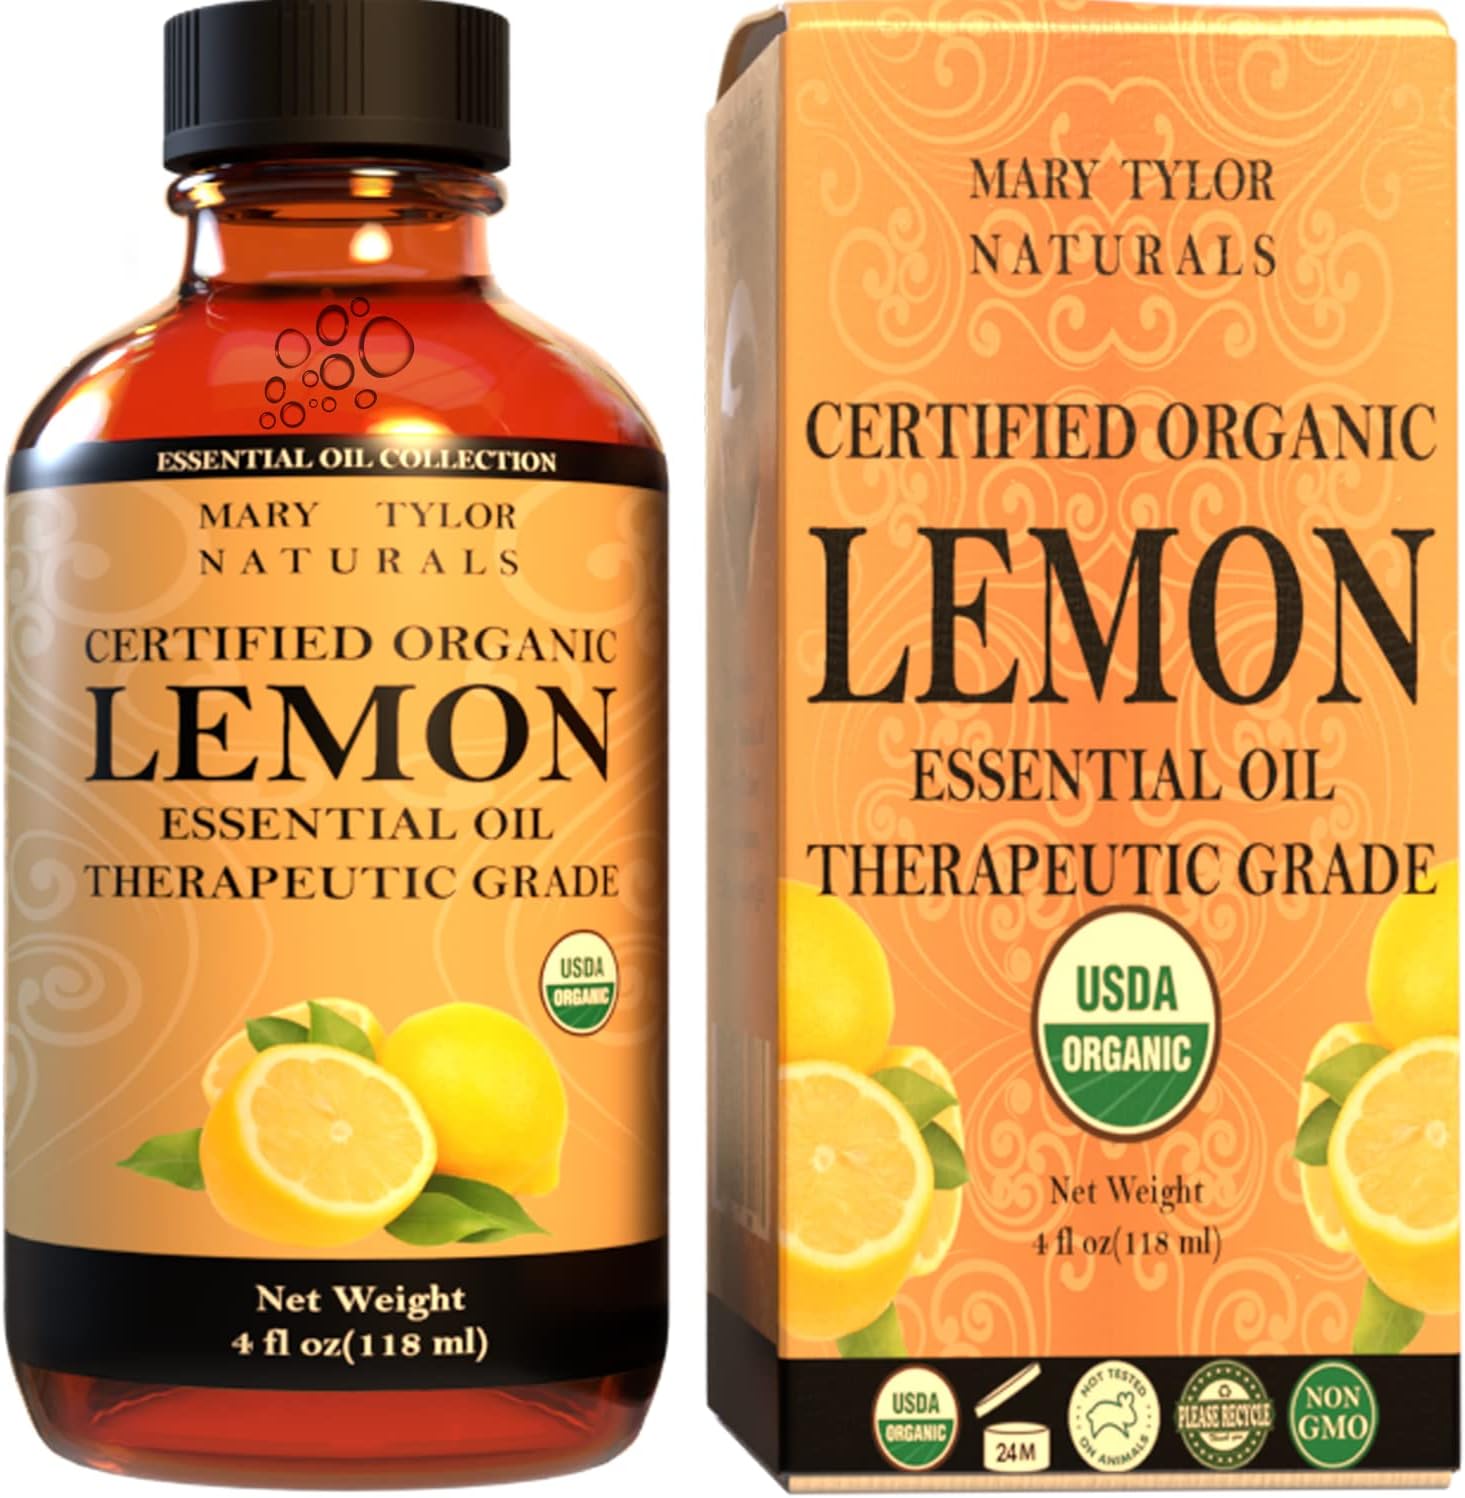 ESSENTIAL OIL COLLECTION
MARY TYLOR
NATURALS
CERTIFIED ORGANIC
LEMON
ESSENTIAL OIL
THERAPEUTIC GRADE
USDA
ORGANIC
Net Weight
4 fl oz(118 ml)
MARY TYLOR
NATURALS
CERTIFIED ORGANIC
LEMON
ESSENTIAL OIL
THERAPEUTIC GRADE
USDA
ORGANIC
Net Weight
4 fl oz(118 ml)
USDA
ORGANIC
24M
NOT TESTED
ON ANIMALS
PLEASE RECYCLE
Thank you
NON
GMO